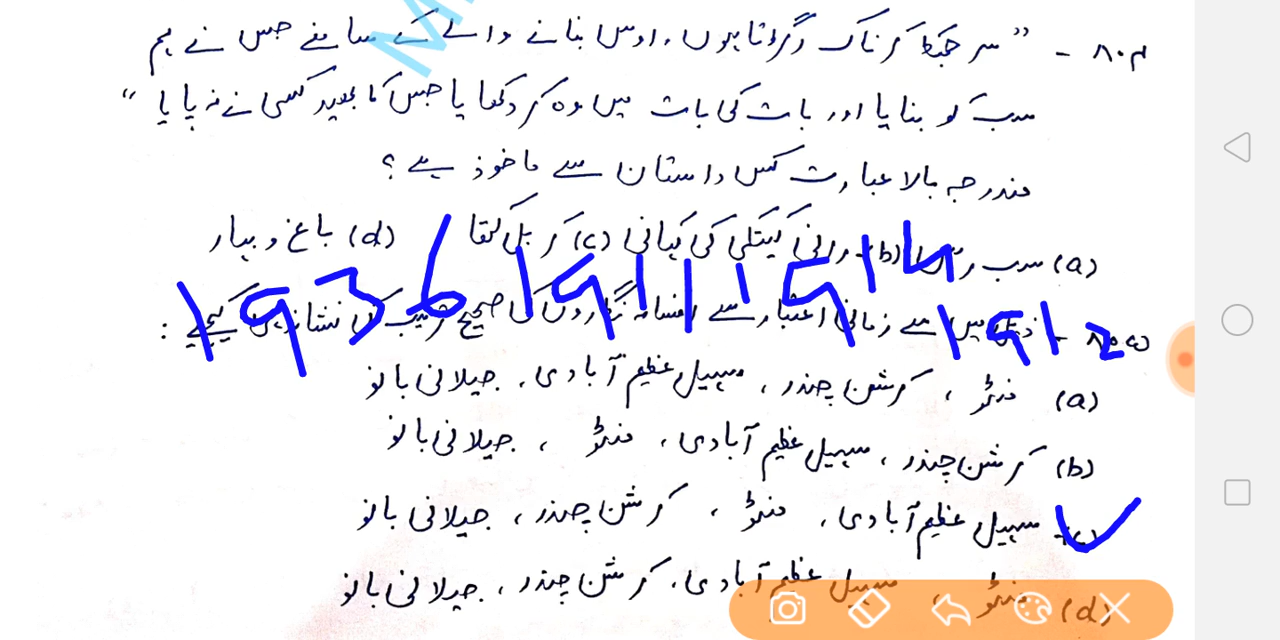 ۸۰۴ - "سر جھکا کر ناک رگڑتا ہوں، اوس بنانے والے کے سامنے جس نے ہم
سب کو بنایا اور بات کی بات میں وہ کر دکھایا جس کا بھید کسی نے نہ پایا"
مندرجہ بالا عبارت کس داستان سے ماخوذ ہے؟
(a) سب رس (b) رانی کیتکی کی کہانی (c) کربل کتھا (d) باغ و بہار
1936 1911 1914 1912
۸۰۵ - ذیل میں سے زمانی اعتبار سے افسانہ نگاروں کی صحیح ترتیب کی نشاندہی کیجیے :
(a) منٹو ، کرشن چندر ، سہیل عظیم آبادی، جیلانی بانو
(b) کرشن چندر ، سہیل عظیم آبادی، منٹو ، جیلانی بانو
(c) سہیل عظیم آبادی، منٹو ، کرشن چندر، جیلانی بانو
(d) منٹو ، سہیل عظیم آبادی، کرشن چندر، جیلانی بانو